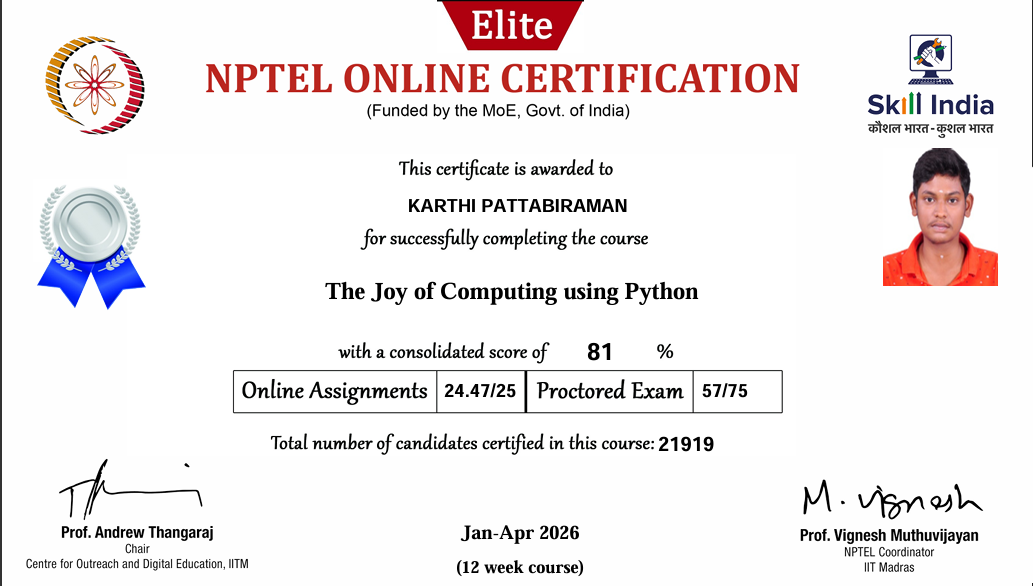 Elite
NPTEL ONLINE CERTIFICATION
(Funded by the MoE, Govt. of India)
Skill India
कौशल भारत - कुशल भारत
This certificate is awarded to
KARTHI PATTABIRAMAN
for successfully completing the course
The Joy of Computing using Python
with a consolidated score of 81 %
Online Assignments 24.47/25 Proctored Exam 57/75
Total number of candidates certified in this course: 21919
M. Vignesh
Prof. Andrew Thangaraj
Chair
Centre for Outreach and Digital Education, IITM
Jan-Apr 2026
(12 week course)
Prof. Vignesh Muthuvijayan
NPTEL Coordinator
IIT Madras